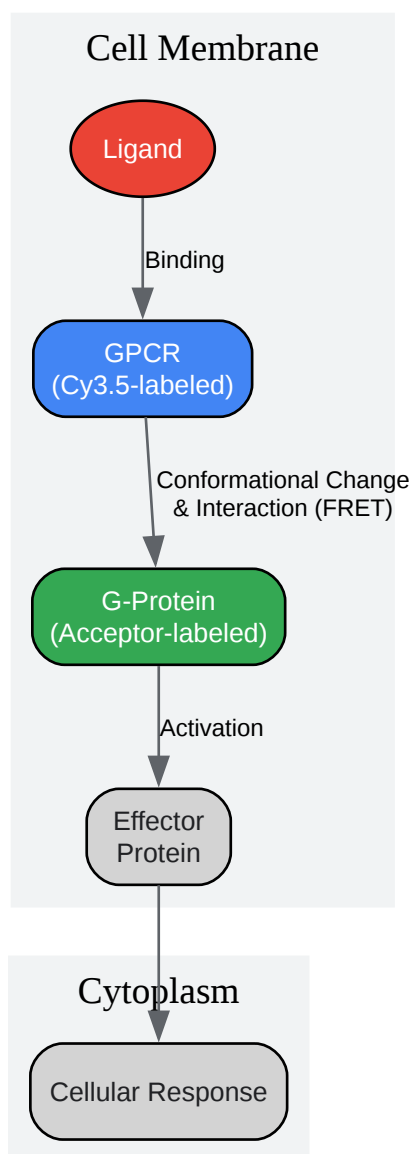 Cell Membrane
Ligand
Binding
GPCR
(Cy3.5-labeled)
Conformational Change
& Interaction (FRET)
G-Protein
(Acceptor-labeled)
Activation
Effector
Protein
Cytoplasm
Cellular Response